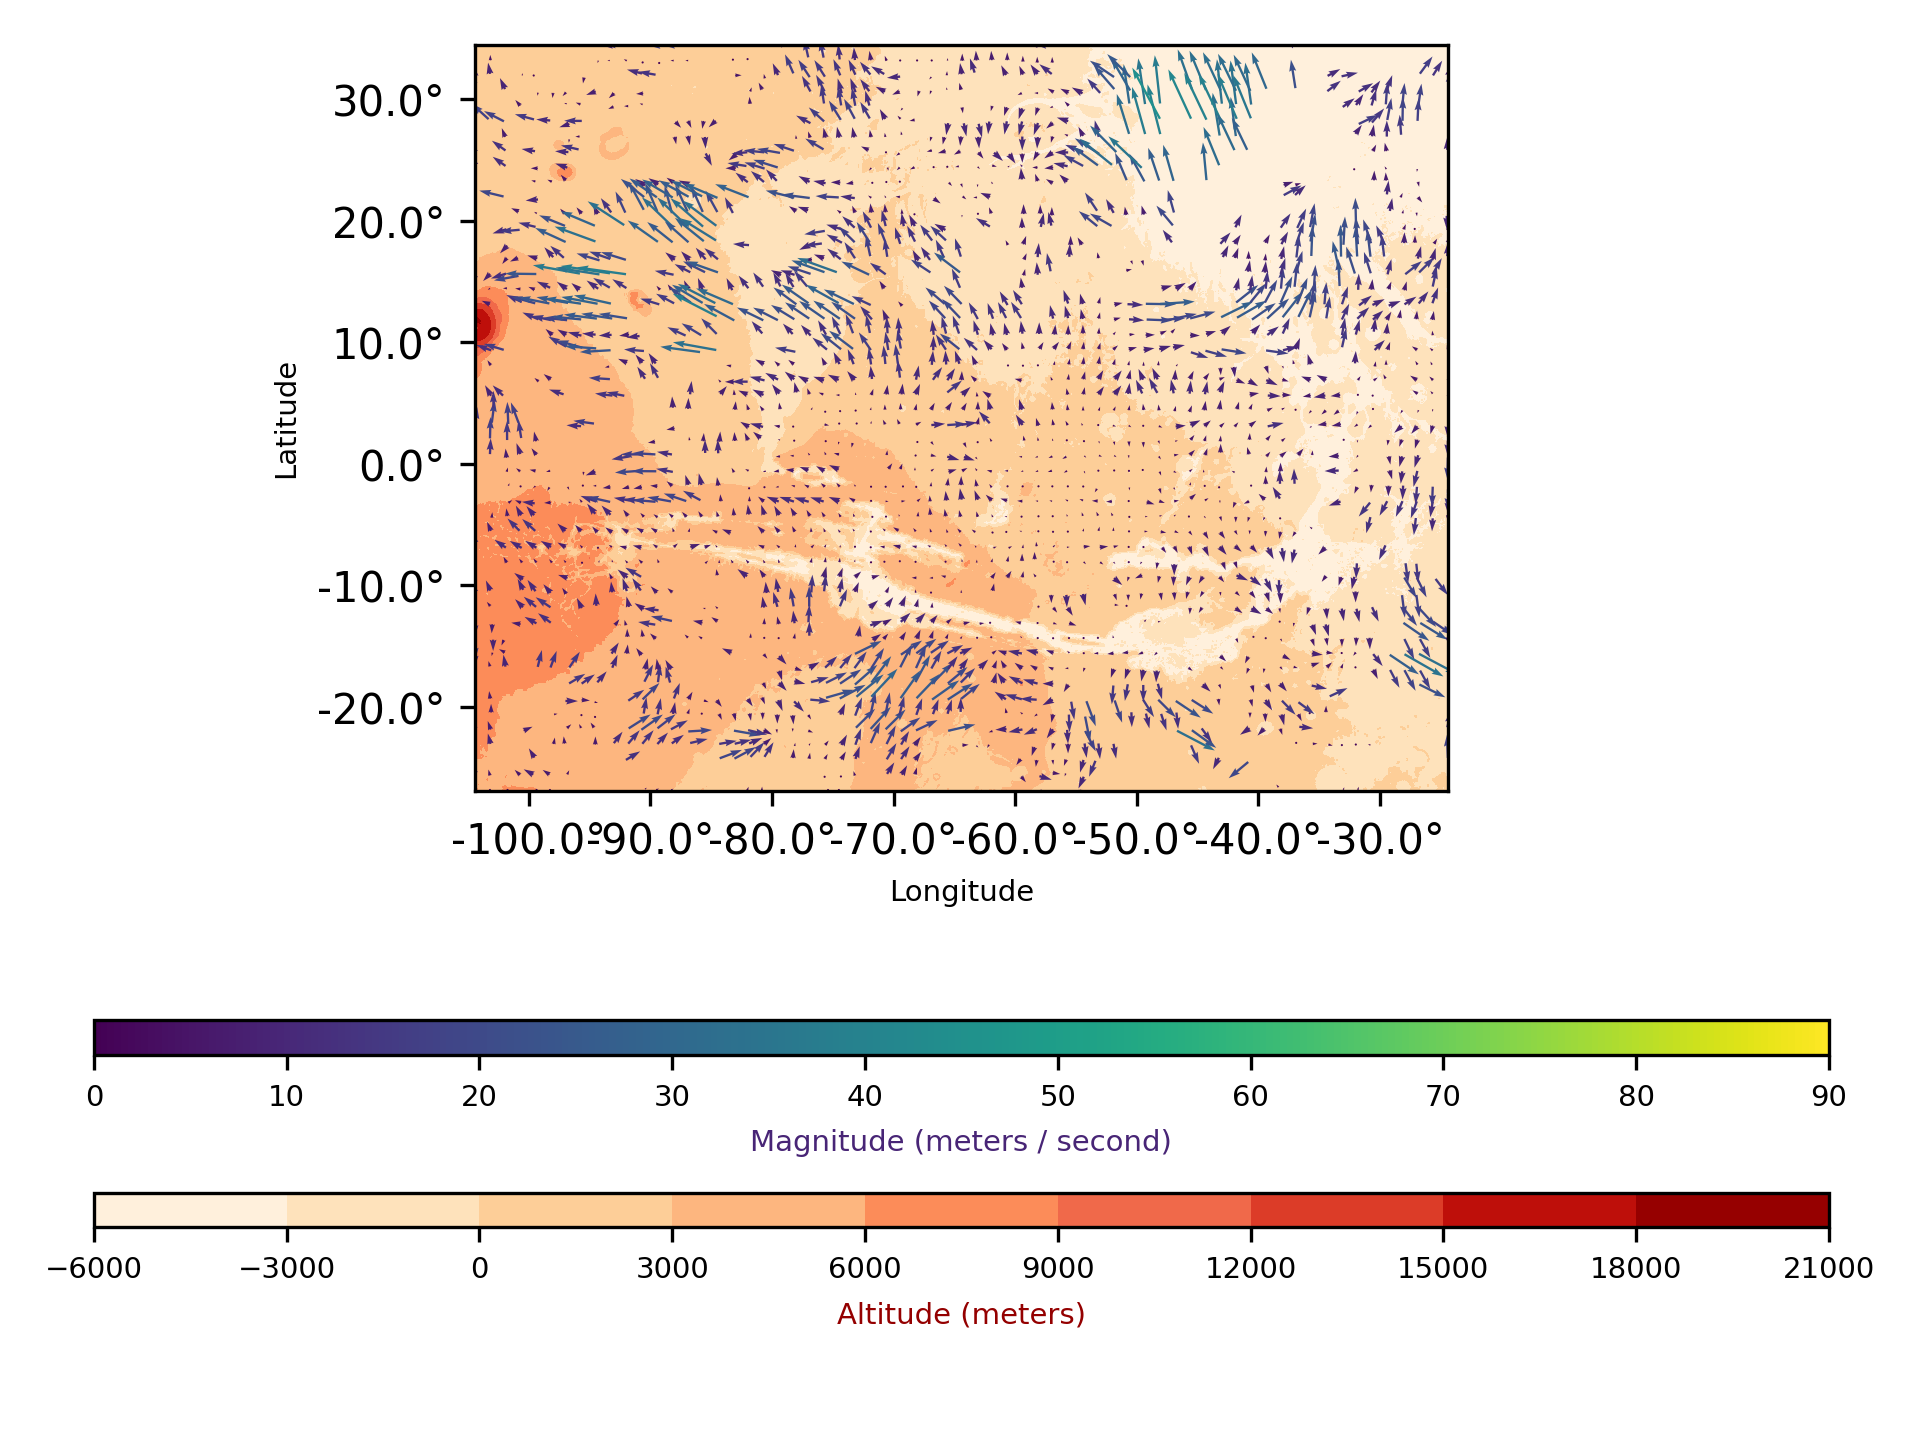 30.0°
20.0°
10.0°
0.0°
-10.0°
-20.0°
Latitude
-100.0° -90.0° -80.0° -70.0° -60.0° -50.0° -40.0° -30.0°
Longitude
0 10 20 30 40 50 60 70 80 90
Magnitude (meters / second)
−6000 −3000 0 3000 6000 9000 12000 15000 18000 21000
Altitude (meters)